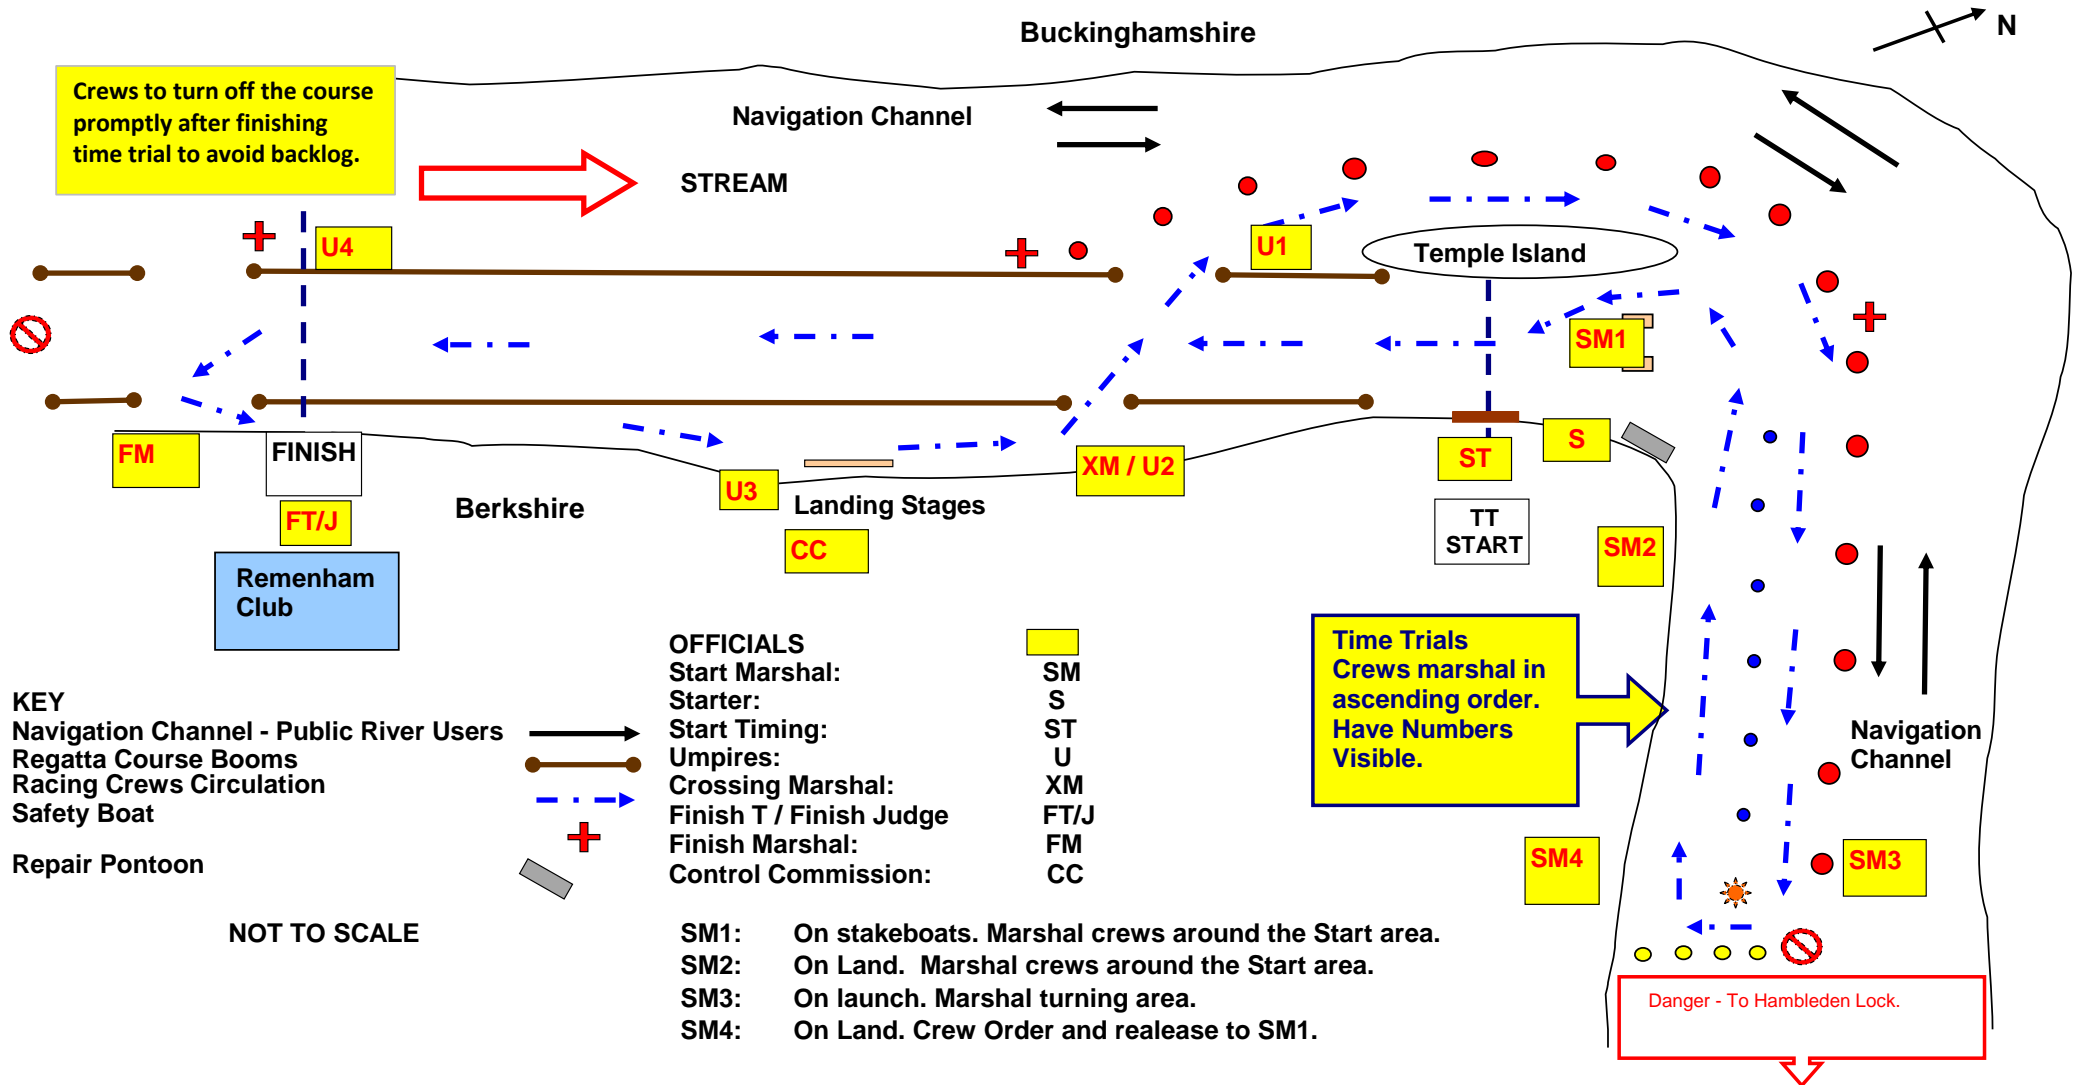 Buckinghamshire
N
Crews to turn off the course
promptly after finishing
time trial to avoid backlog.
Navigation Channel
STREAM
U4
U1
Temple Island
SM1
FM
FINISH
FT/J
Berkshire
U3
Landing Stages
CC
XM / U2
ST
S
TT
START
SM2
Remenham
Club
Time Trials
Crews marshal in
ascending order.
Have Numbers
Visible.
Navigation
Channel
SM4
SM3
KEY
Navigation Channel - Public River Users
Regatta Course Booms
Racing Crews Circulation
Safety Boat
Repair Pontoon
NOT TO SCALE
OFFICIALS
Start Marshal: SM
Starter: S
Start Timing: ST
Umpires: U
Crossing Marshal: XM
Finish T / Finish Judge FT/J
Finish Marshal: FM
Control Commission: CC
SM1: On stakeboats. Marshal crews around the Start area.
SM2: On Land. Marshal crews around the Start area.
SM3: On launch. Marshal turning area.
SM4: On Land. Crew Order and realease to SM1.
Danger - To Hambleden Lock.